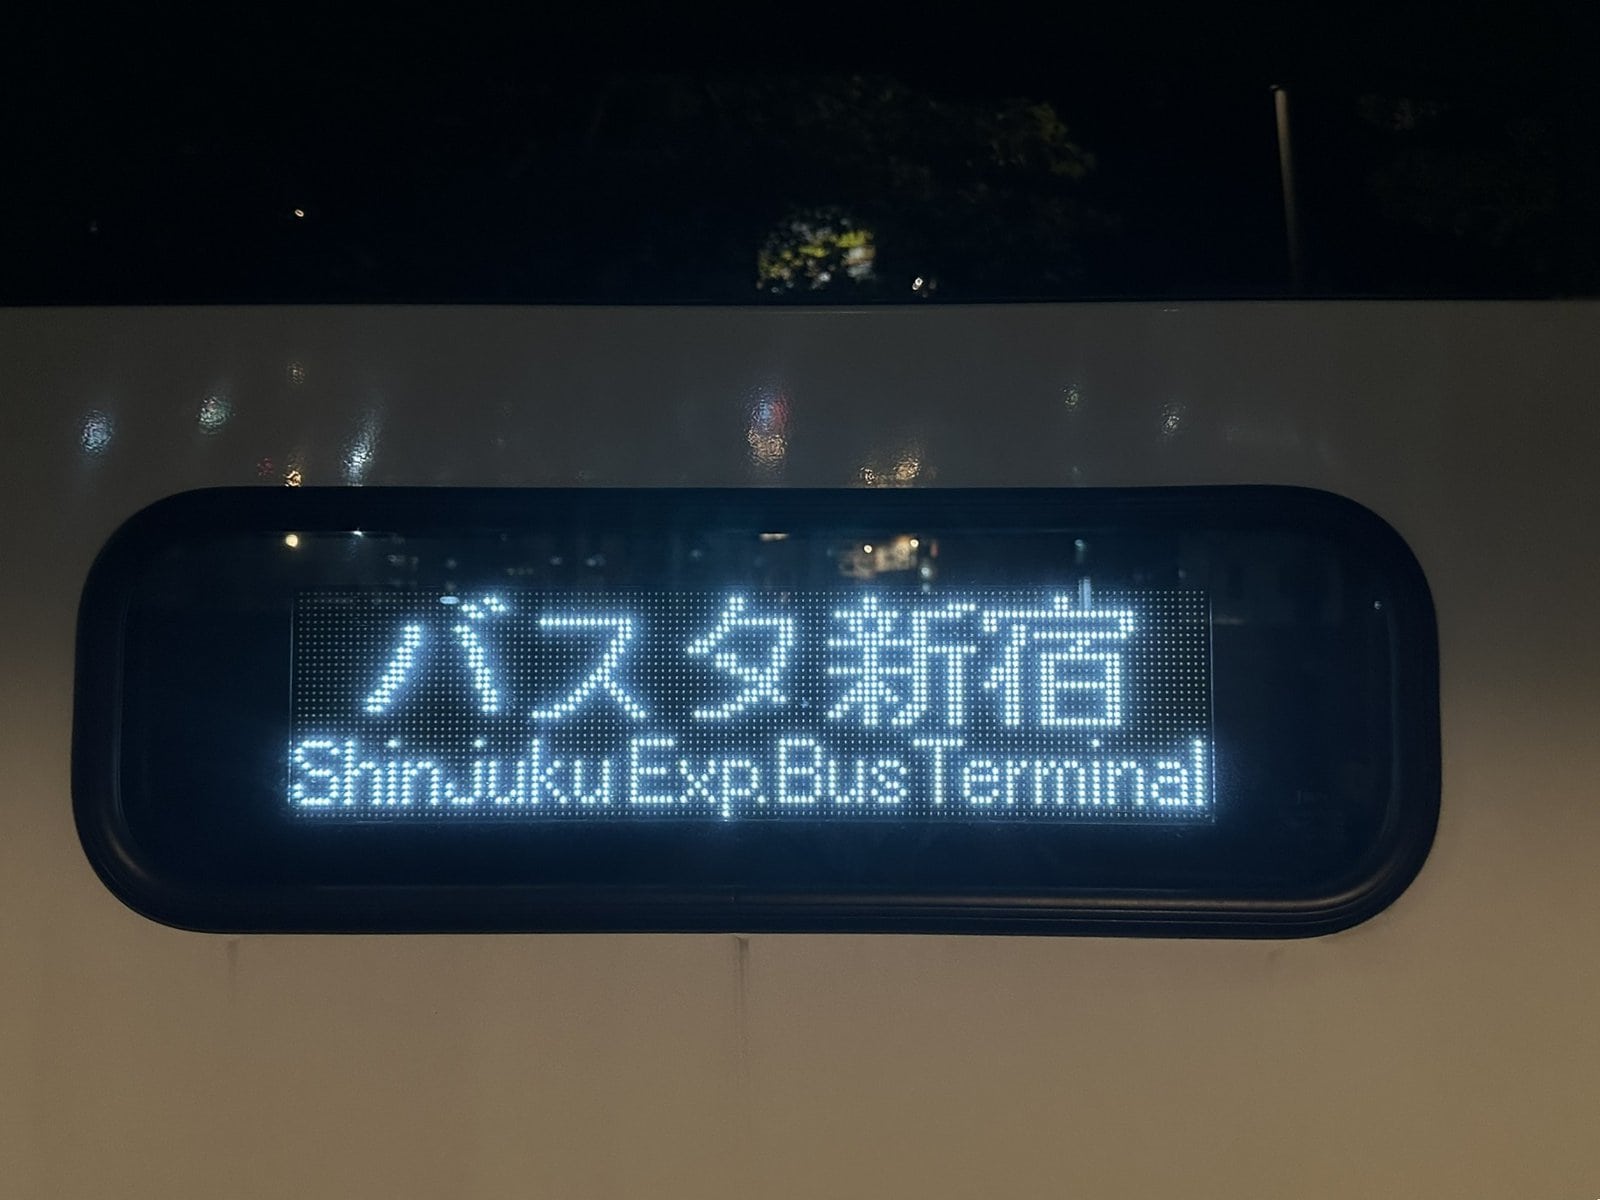 バスタ新宿
Shinjuku Exp.Bus Terminal